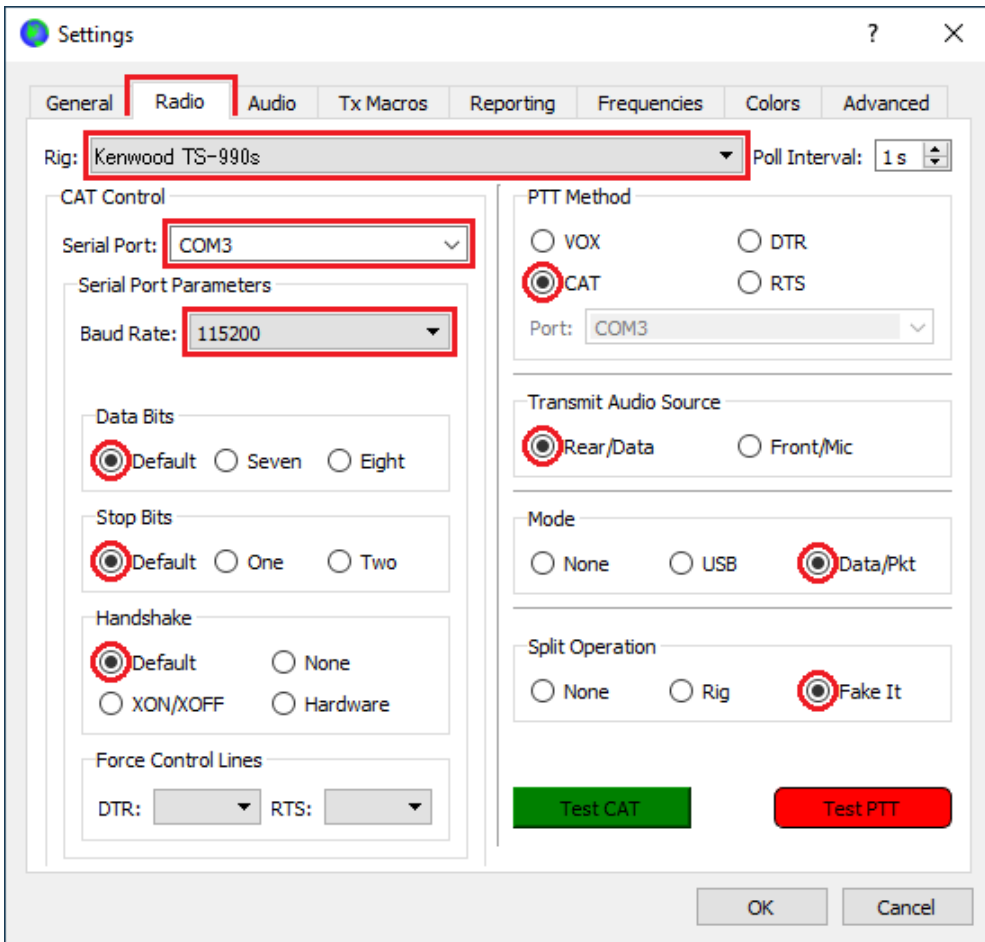 Settings
?
General Radio Audio Tx Macros Reporting Frequencies Colors Advanced
Rig: Kenwood TS-990s Poll Interval: 1 s
CAT Control
Serial Port: COM3
Serial Port Parameters
Baud Rate: 115200
Data Bits
Default Seven Eight
Stop Bits
Default One Two
Handshake
Default None
XON/XOFF Hardware
Force Control Lines
DTR: RTS:
PTT Method
VOX DTR
CAT RTS
Port: COM3
Transmit Audio Source
Rear/Data Front/Mic
Mode
None USB Data/Pkt
Split Operation
None Rig Fake It
Test CAT Test PTT
OK Cancel